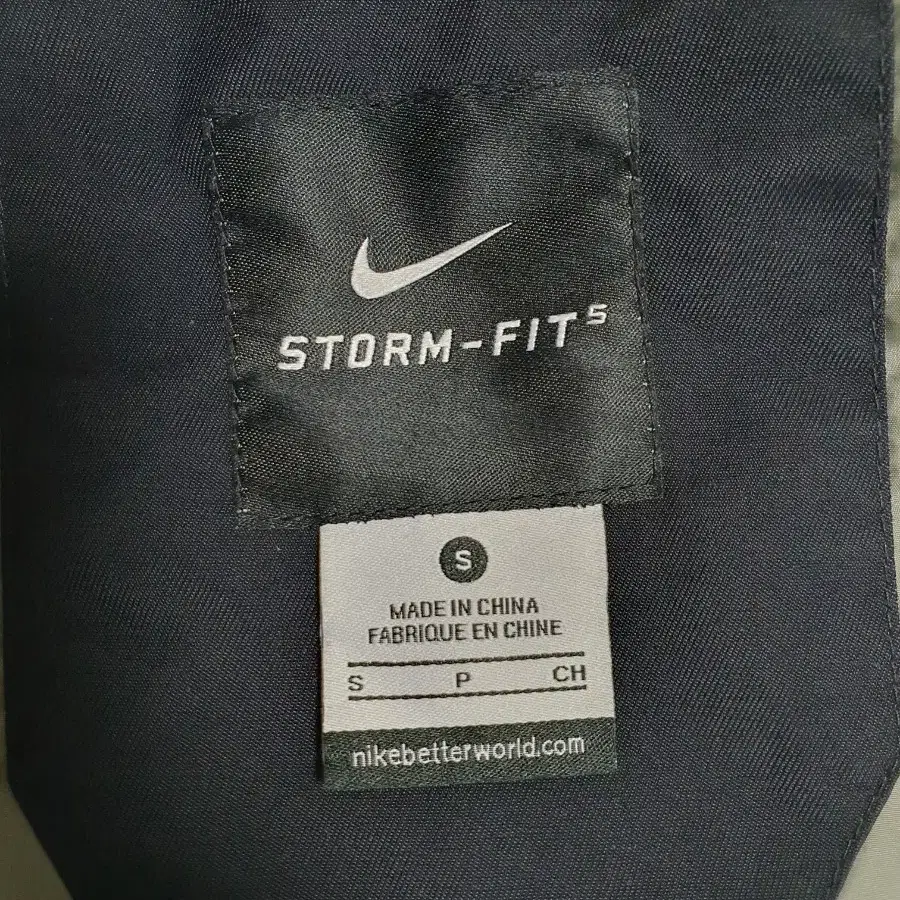 STORM-FIT⁵
S
MADE IN CHINA
FABRIQUE EN CHINE
S P CH
nikebetterworld.com